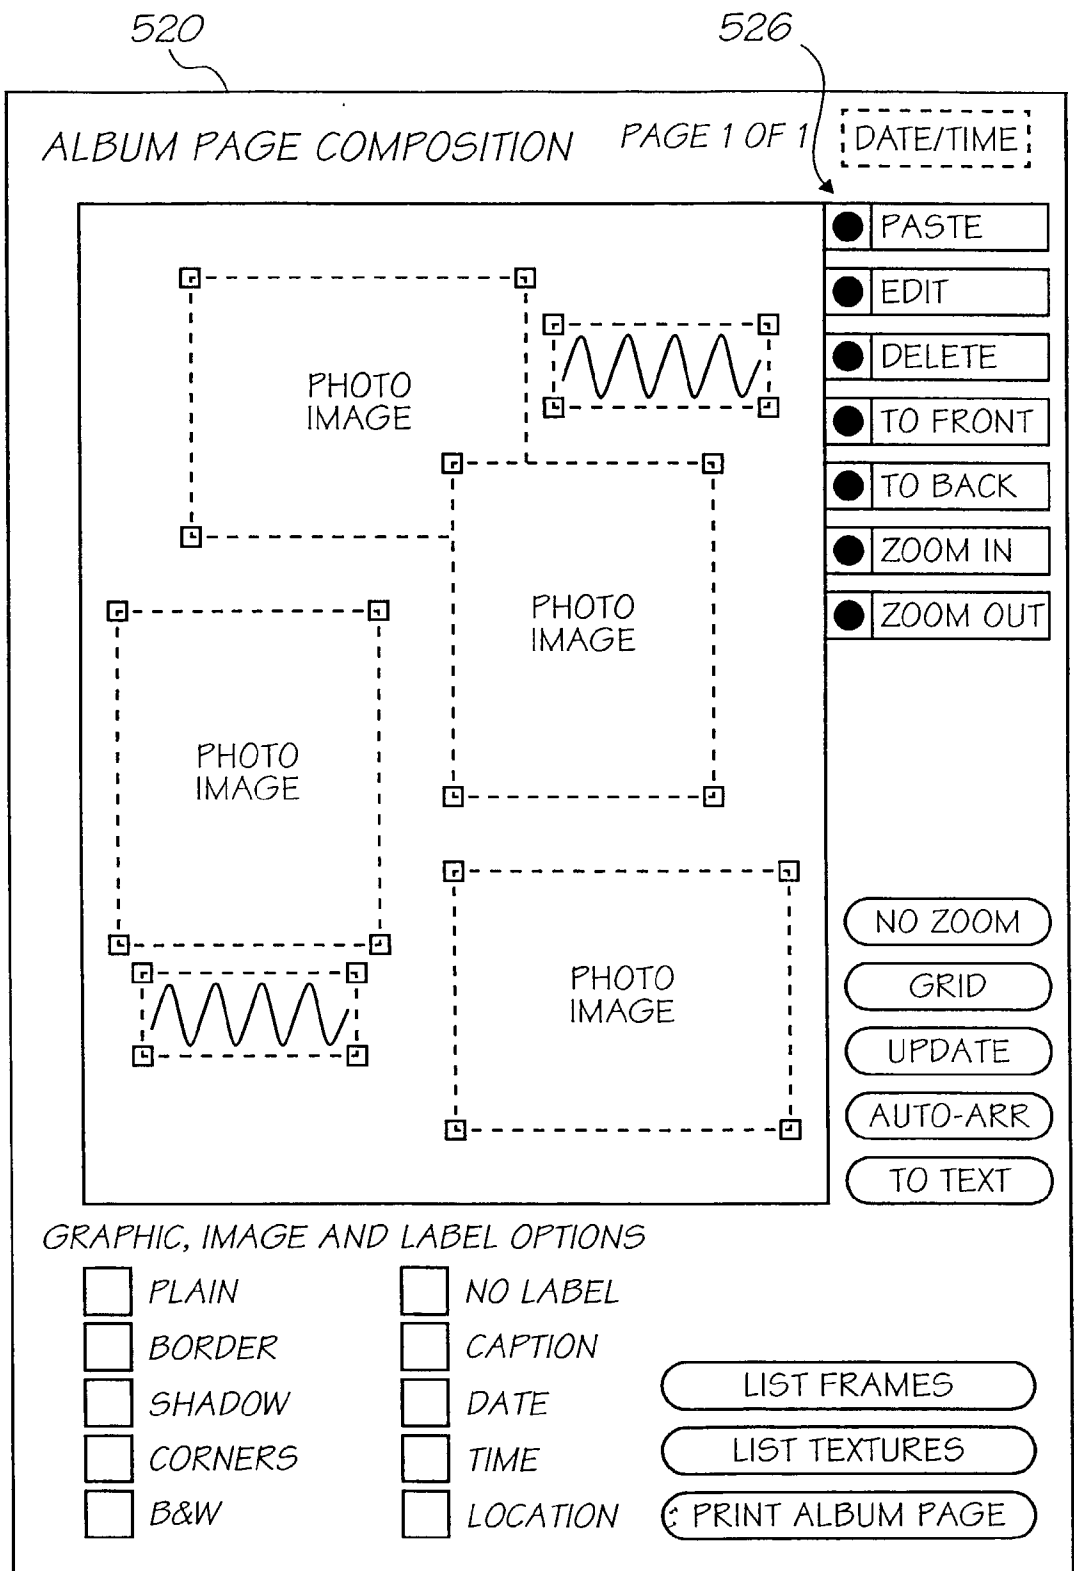 520
526
ALBUM PAGE COMPOSITION
PAGE 1 OF 1
DATE/TIME
PASTE
EDIT
DELETE
TO FRONT
TO BACK
ZOOM IN
ZOOM OUT
PHOTO
IMAGE
PHOTO
IMAGE
PHOTO
IMAGE
PHOTO
IMAGE
NO ZOOM
GRID
UPDATE
AUTO-ARR
TO TEXT
GRAPHIC, IMAGE AND LABEL OPTIONS
PLAIN
BORDER
SHADOW
CORNERS
B&W
NO LABEL
CAPTION
DATE
TIME
LOCATION
LIST FRAMES
LIST TEXTURES
PRINT ALBUM PAGE